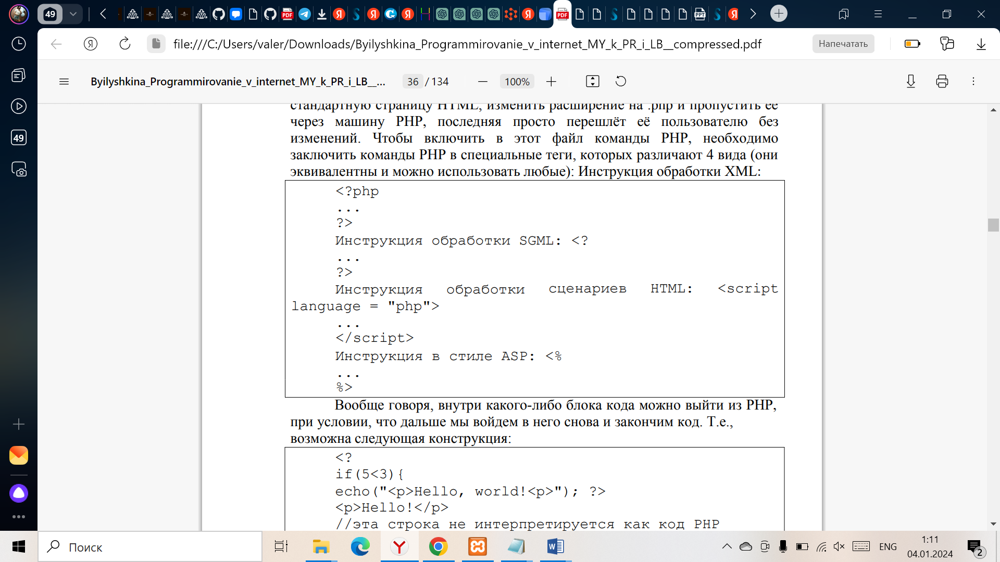 49
file:///C:/Users/valer/Downloads/Byilyshkina_Programmirovanie_v_internet_MY_k_PR_i_LB__compressed.pdf
Напечатать
49
Byilyshkina_Programmirovanie_v_internet_MY_k_PR_i_LB__...
36 / 134
100%
стандартную страницу HTML, изменить расширение на .php и пропустить её
через машину PHP, последняя просто перешлёт её пользователю без
изменений. Чтобы включить в этот файл команды PHP, необходимо
заключить команды PHP в специальные теги, которых различают 4 вида (они
эквивалентны и можно использовать любые): Инструкция обработки XML:
<?php
...
?>
Инструкция обработки SGML: <?
...
?>
Инструкция обработки сценариев HTML: <script
language = "php">
...
</script>
Инструкция в стиле ASP: <%
...
%>
Вообще говоря, внутри какого-либо блока кода можно выйти из PHP,
при условии, что дальше мы войдем в него снова и закончим код. Т.е.,
возможна следующая конструкция:
<?
if(5<3){
echo("<p>Hello, world!<p>"); ?>
<p>Hello!</p>
//эта строка не интерпретируется как код PHP
Поиск
ENG
1:11
04.01.2024
2